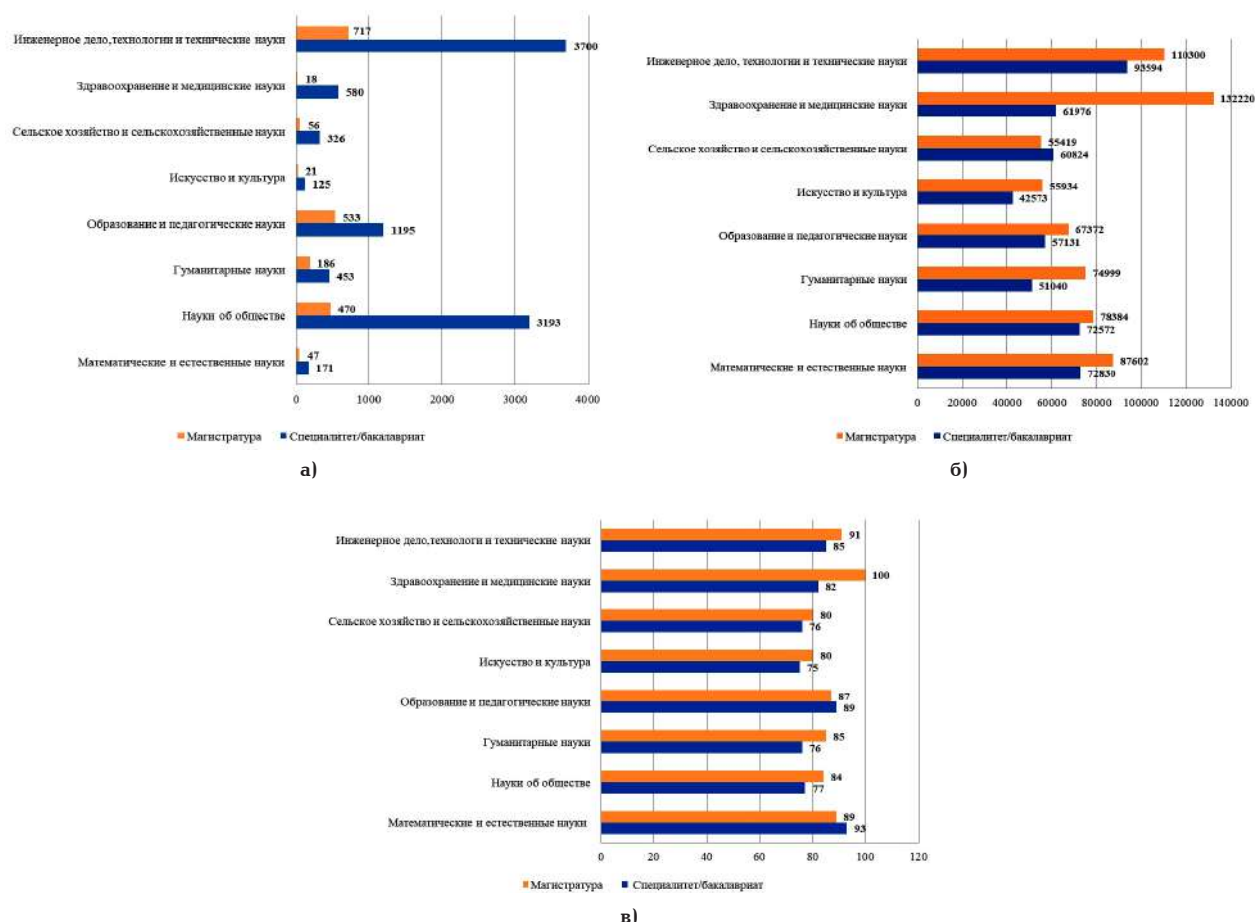 Инженерное дело,технологии и технические науки
717
3700
Здравоохранение и медицинские науки
18
580
Сельское хозяйство и сельскохозяйственные науки
56
326
Искусство и культура
21
125
Образование и педагогические науки
533
1195
Гуманитарные науки
186
453
Науки об обществе
470
3193
Математические и естественные науки
47
171
0 1000 2000 3000 4000
Магистратура Специалитет/бакалавриат
а)
Инженерное дело, технологии и технические науки
110300
93594
Здравоохранение и медицинские науки
132220
61976
Сельское хозяйство и сельскохозяйственные науки
55419
60824
Искусство и культура
55934
42573
Образование и педагогические науки
67372
57131
Гуманитарные науки
74999
51040
Науки об обществе
78384
72572
Математические и естественные науки
87602
72830
0 20000 40000 60000 80000 100000 120000 140000
Магистратура Специалитет/бакалавриат
б)
Инженерное дело,технологи и технические науки
91
85
Здравоохранение и медицинские науки
100
82
Сельское хозяйство и сельскохозяйственные науки
80
76
Искусство и культура
80
75
Образование и педагогические науки
87
89
Гуманитарные науки
85
76
Науки об обществе
84
77
Математические и естественные науки
89
93
0 20 40 60 80 100 120
Магистратура Специалитет/бакалавриат
в)